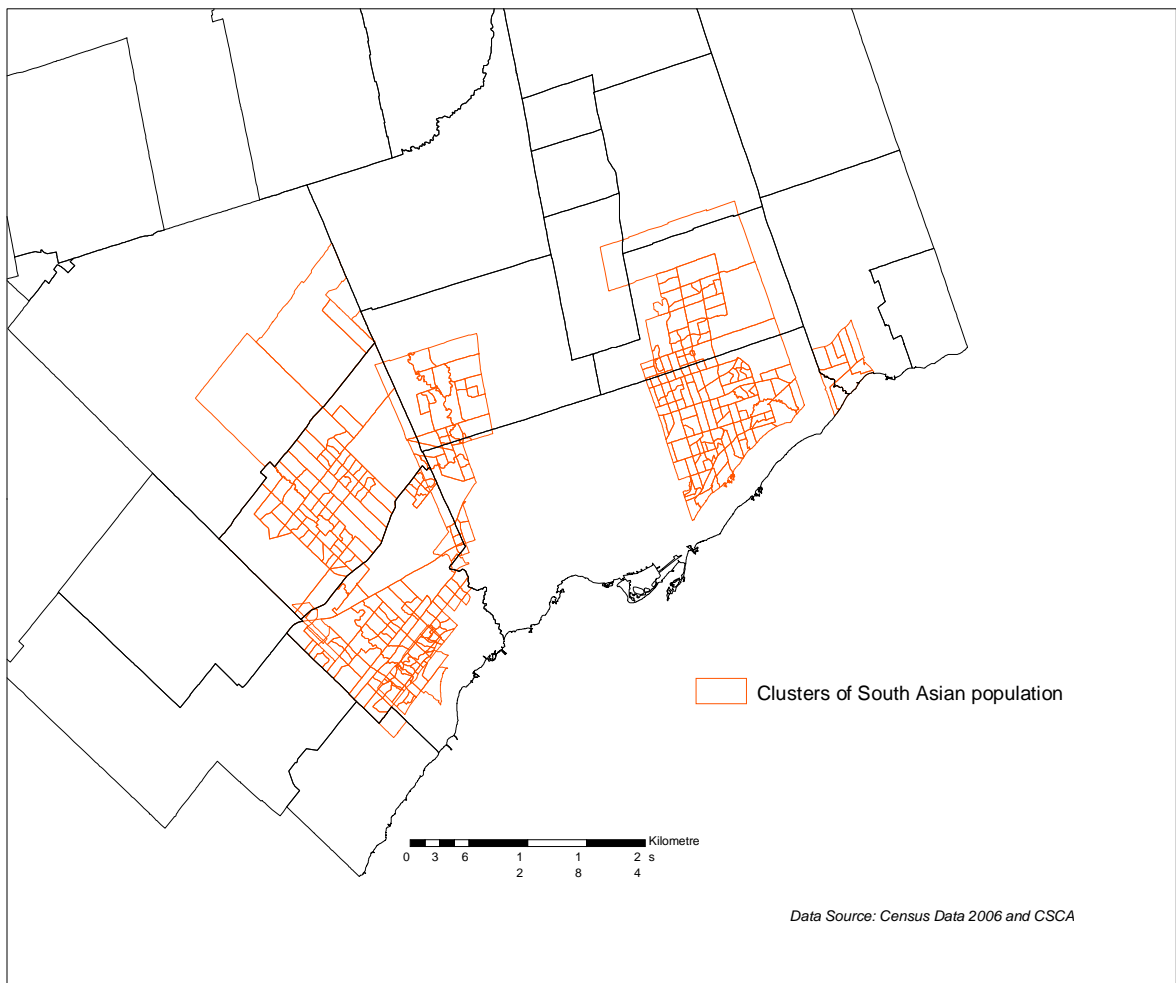 Clusters of South Asian population
Kilometre
0 3 6 1 1 2 s
2 8 4
Data Source: Census Data 2006 and CSCA